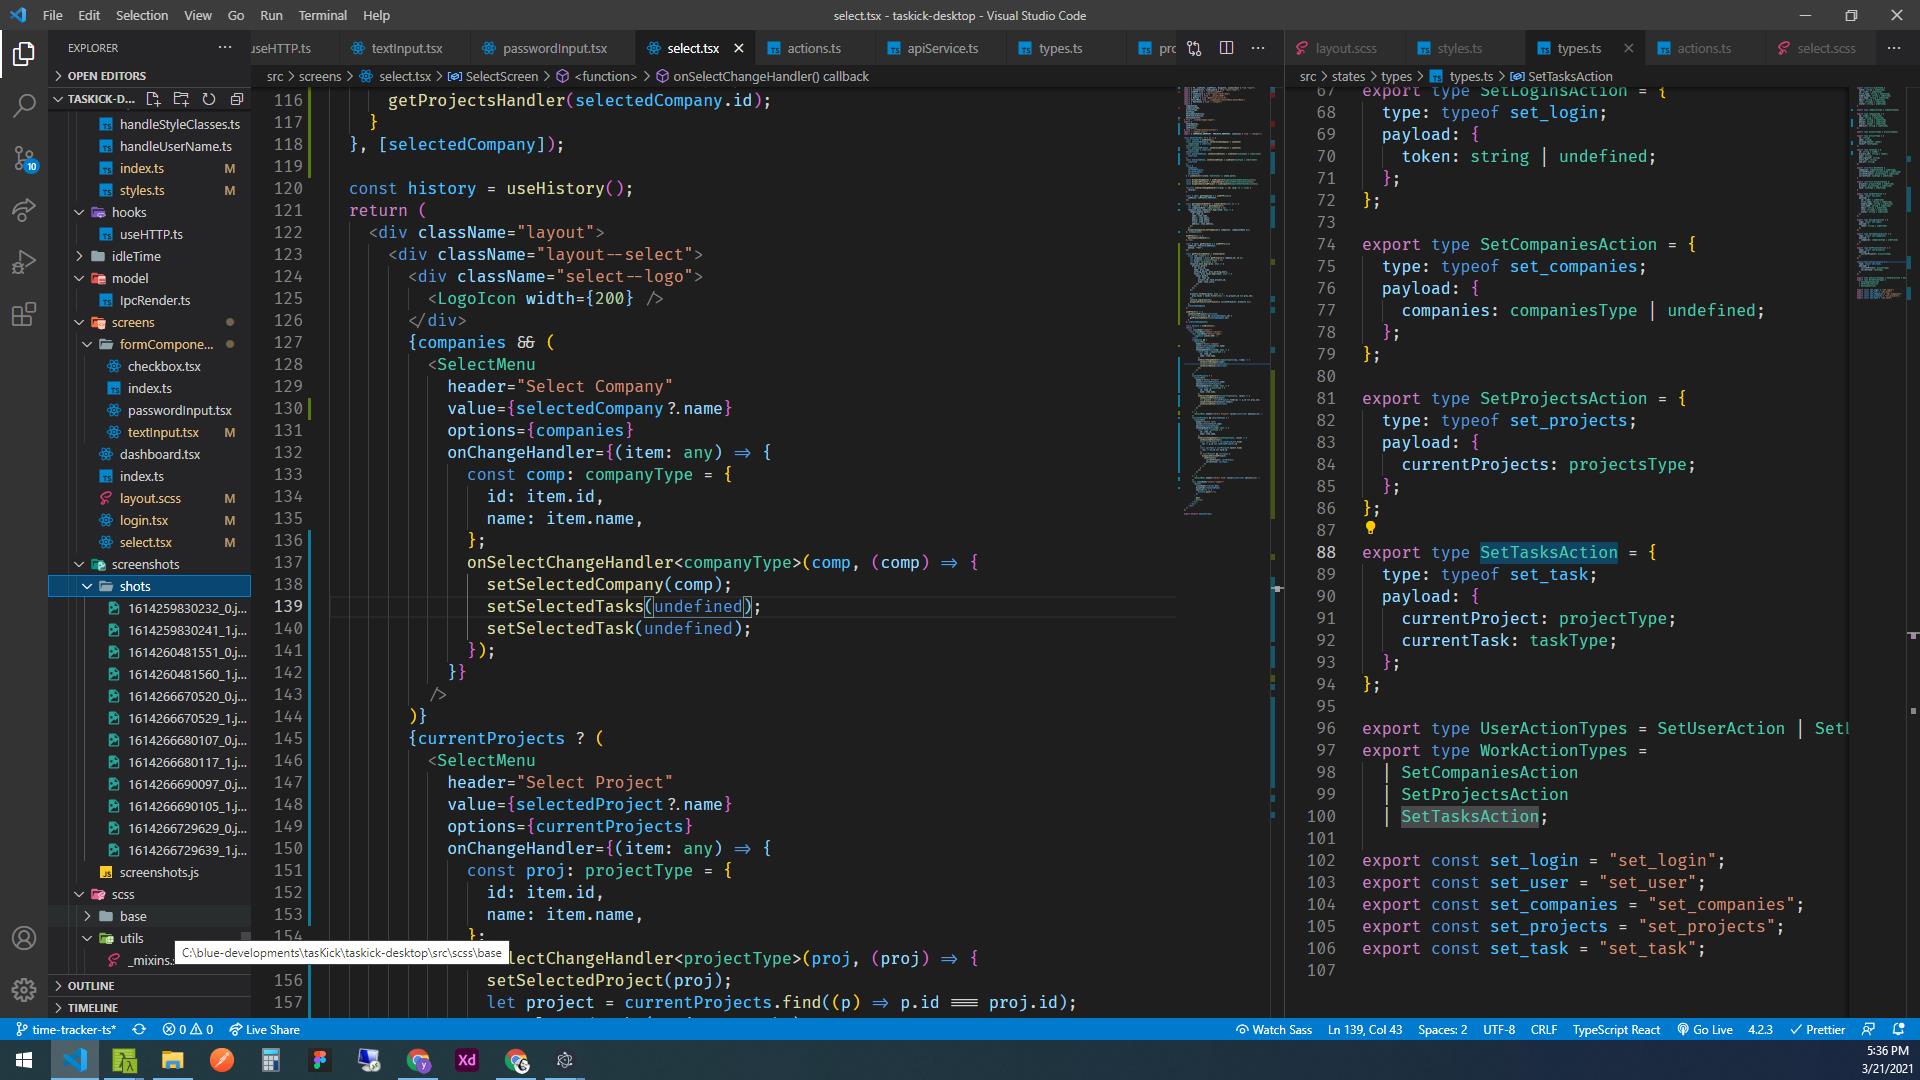 File Edit Selection View Go Run Terminal Help
select.tsx - taskick-desktop - Visual Studio Code
EXPLORER
OPEN EDITORS
TASKICK-D...
handleStyleClasses.ts
handleUserName.ts
index.ts M
styles.ts M
hooks
useHTTP.ts
idleTime
model
IpcRender.ts
screens
formCompone...
checkbox.tsx
index.ts
passwordInput.tsx
textInput.tsx M
dashboard.tsx
index.ts
layout.scss M
login.tsx M
select.tsx M
screenshots
shots
1614259830232_0.j...
1614259830241_1.j...
1614260481551_0.j...
1614260481560_1.j...
1614266670520_0.j...
1614266670529_1.j...
1614266680107_0.j...
1614266680117_1.j...
1614266690097_0.j...
1614266690105_1.j...
1614266729629_0.j...
1614266729639_1.j...
screenshots.js
scss
base
utils
_mixins.s
C:\blue-developments\tasKick\taskick-desktop\src\scss\base
OUTLINE
TIMELINE
10
useHTTP.ts textInput.tsx passwordInput.tsx select.tsx actions.ts apiService.ts types.ts pro
src > screens > select.tsx > SelectScreen > <function> > onSelectChangeHandler() callback
116 getProjectsHandler(selectedCompany.id);
117 }
118 }, [selectedCompany]);
119
120 const history = useHistory();
121 return (
122 <div className="layout">
123 <div className="layout--select">
124 <div className="select--logo">
125 <LogoIcon width={200} />
126 </div>
127 {companies && (
128 <SelectMenu
129 header="Select Company"
130 value={selectedCompany?.name}
131 options={companies}
132 onChangeHandler={(item: any) => {
133 const comp: companyType = {
134 id: item.id,
135 name: item.name,
136 };
137 onSelectChangeHandler<companyType>(comp, (comp) => {
138 setSelectedCompany(comp);
139 setSelectedTasks(undefined);
140 setSelectedTask(undefined);
141 });
142 }}
143 />
144 )}
145 {currentProjects ? (
146 <SelectMenu
147 header="Select Project"
148 value={selectedProject?.name}
149 options={currentProjects}
150 onChangeHandler={(item: any) => {
151 const proj: projectType = {
152 id: item.id,
153 name: item.name,
154 };
lectChangeHandler<projectType>(proj, (proj) => {
156 setSelectedProject(proj);
157 let project = currentProjects.find((p) => p.id === proj.id);
layout.scss styles.ts types.ts actions.ts select.scss
src > states > types > types.ts > SetTasksAction
67 export type SetLoginsAction = {
68 type: typeof set_login;
69 payload: {
70 token: string | undefined;
71 };
72 };
73
74 export type SetCompaniesAction = {
75 type: typeof set_companies;
76 payload: {
77 companies: companiesType | undefined;
78 };
79 };
80
81 export type SetProjectsAction = {
82 type: typeof set_projects;
83 payload: {
84 currentProjects: projectsType;
85 };
86 };
87
88 export type SetTasksAction = {
89 type: typeof set_task;
90 payload: {
91 currentProject: projectType;
92 currentTask: taskType;
93 };
94 };
95
96 export type UserActionTypes = SetUserAction | SetL
97 export type WorkActionTypes =
98 | SetCompaniesAction
99 | SetProjectsAction
100 | SetTasksAction;
101
102 export const set_login = "set_login";
103 export const set_user = "set_user";
104 export const set_companies = "set_companies";
105 export const set_projects = "set_projects";
106 export const set_task = "set_task";
107
time-tracker-ts* 0 0 Live Share
Watch Sass Ln 139, Col 43 Spaces: 2 UTF-8 CRLF TypeScript React Go Live 4.2.3 Prettier
Xd
5:36 PM
3/21/2021